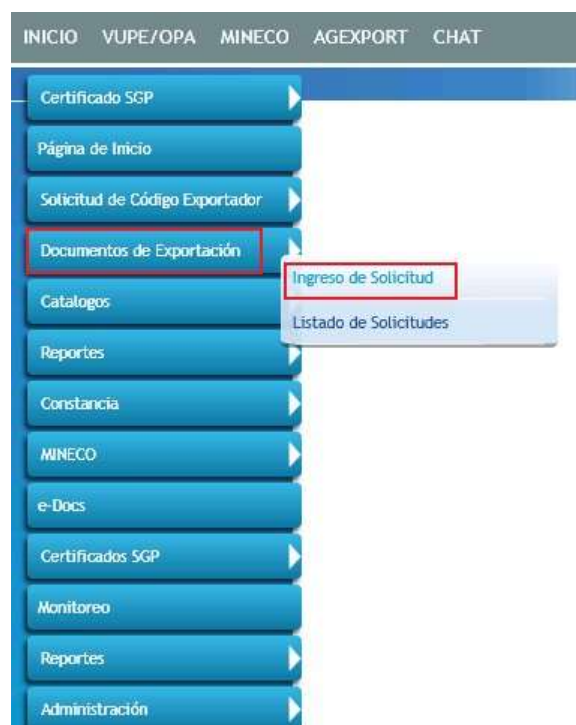 INICIO VUPE/OPA MINECO AGEXPORT CHAT
Certificado SGP
Página de Inicio
Solicitud de Código Exportador
Documentos de Exportación
Ingreso de Solicitud
Catalogos
Listado de Solicitudes
Reportes
Constancia
MINECO
e-Docs
Certificados SGP
Monitoreo
Reportes
Administración